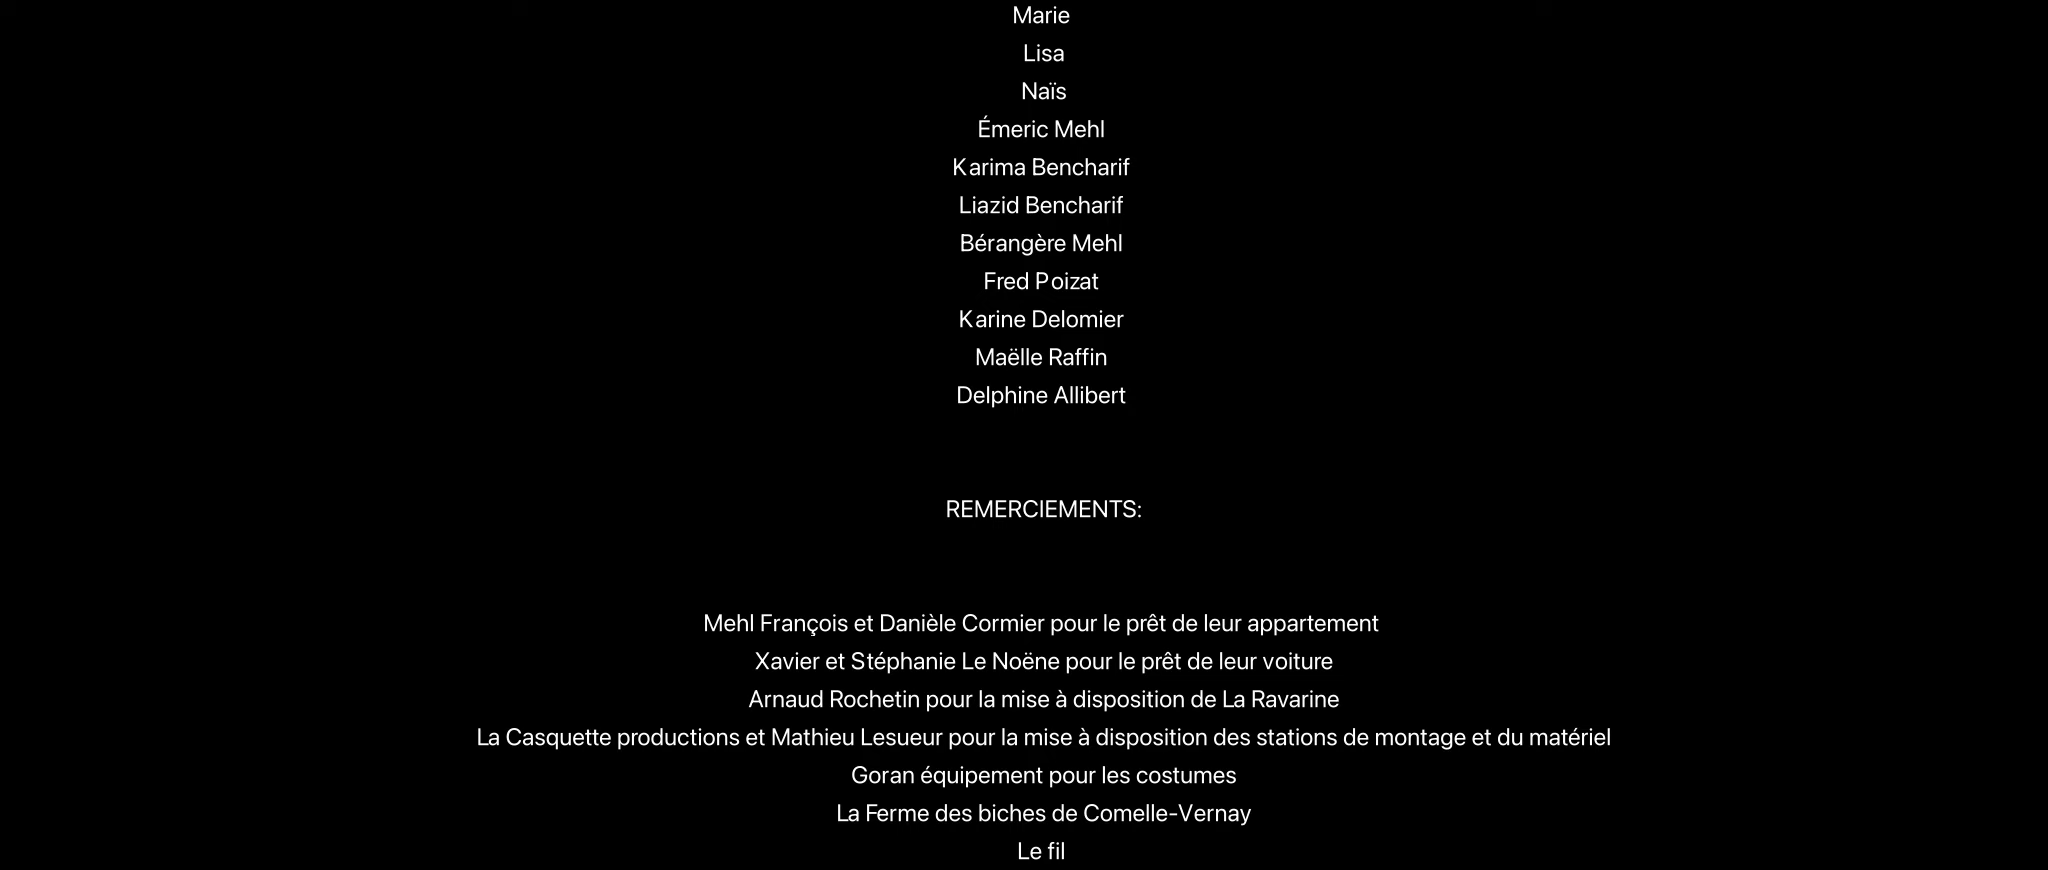 Marie
Lisa
Naïs
Émeric Mehl
Karima Bencharif
Liazid Bencharif
Bérangère Mehl
Fred Poizat
Karine Delomier
Maëlle Raffin
Delphine Allibert
REMERCIEMENTS:
Mehl François et Danièle Cormier pour le prêt de leur appartement
Xavier et Stéphanie Le Noëne pour le prêt de leur voiture
Arnaud Rochetin pour la mise à disposition de La Ravarine
La Casquette productions et Mathieu Lesueur pour la mise à disposition des stations de montage et du matériel
Goran équipement pour les costumes
La Ferme des biches de Comelle-Vernay
Le fil